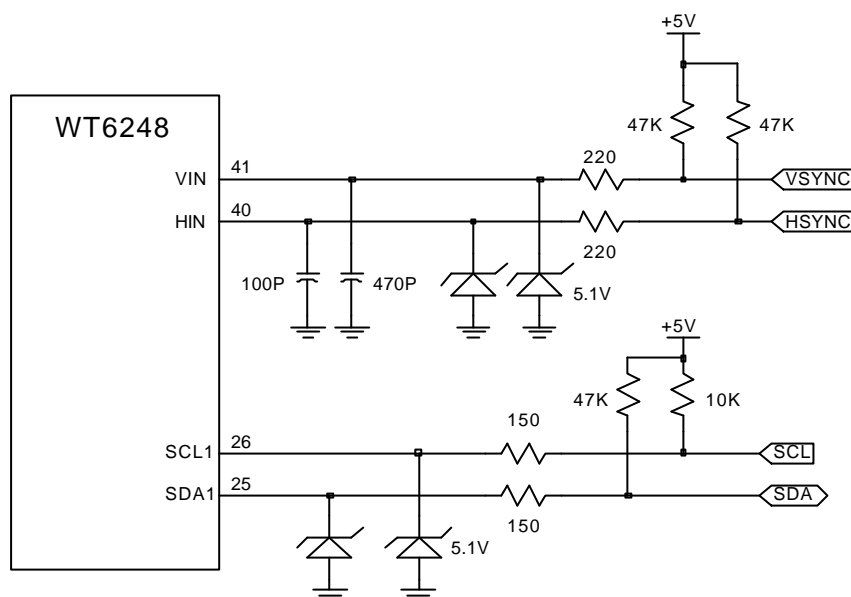 +5V
WT6248
47K
47K
220
VIN
41
VSYNC
HIN
40
HSYNC
220
100P
470P
5.1V
+5V
47K
10K
150
SCL1
26
SCL
SDA1
25
SDA
150
5.1V